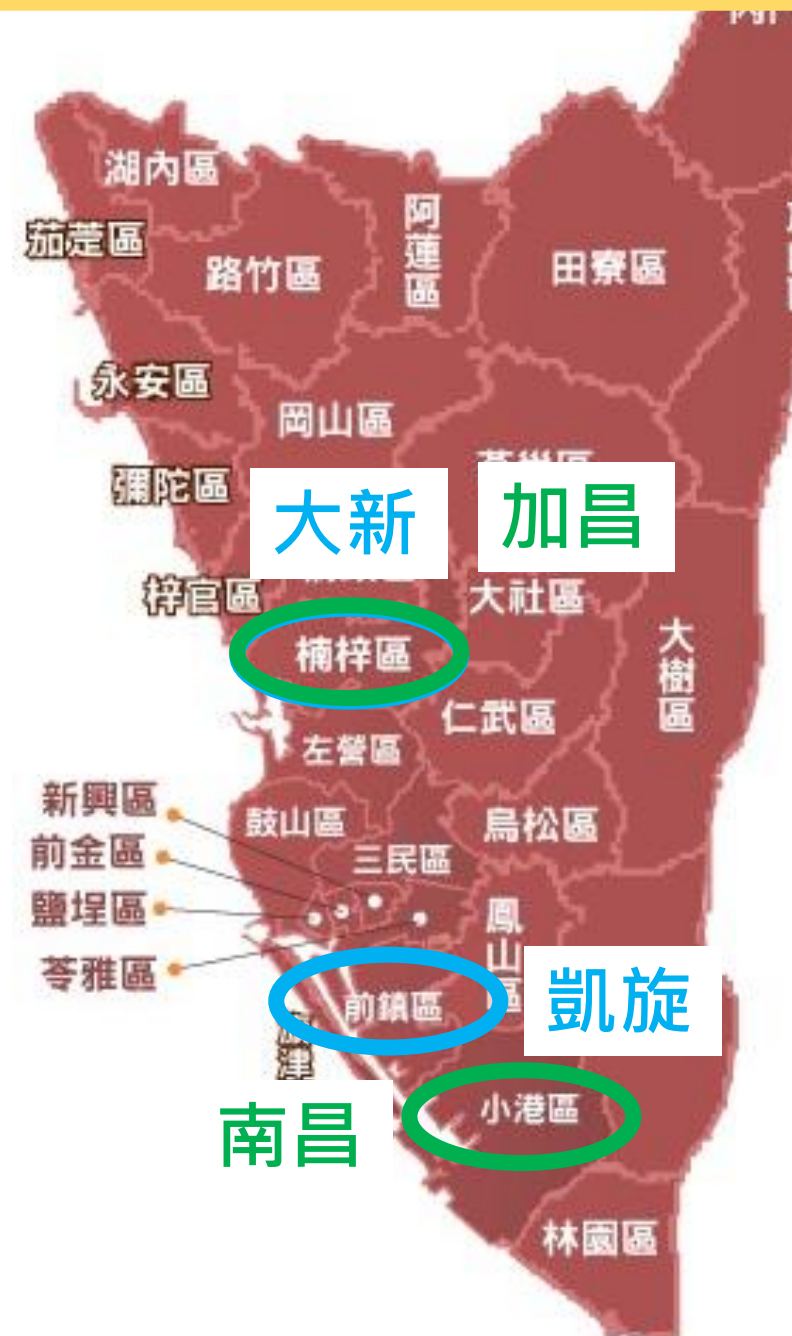 湖內區
茄萣區
路竹區
阿蓮區
田寮區
永安區
岡山區
彌陀區
大新
加昌
梓官區
大社區
楠梓區
大樹區
仁武區
左營區
新興區
鼓山區
鳥松區
前金區
三民區
鹽埕區
鳳山區
苓雅區
前鎮區
凱旋
小港區
南昌
林園區